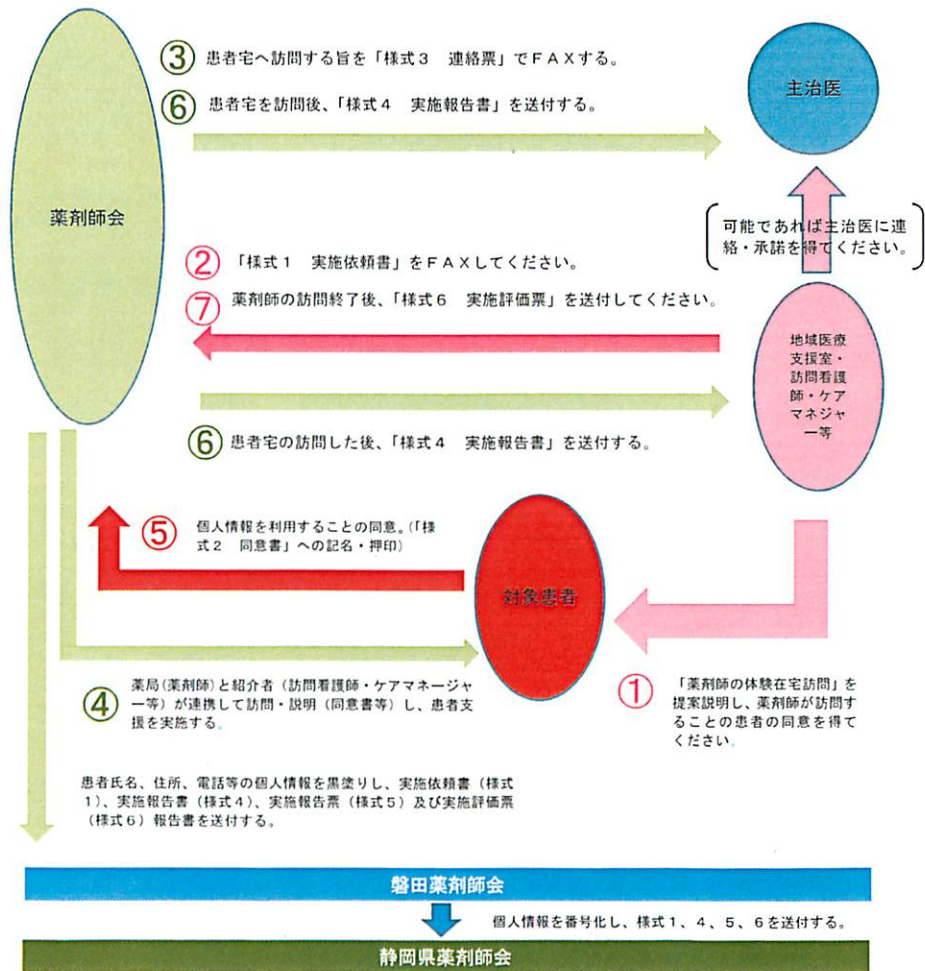 ③ 患者宅へ訪問する旨を「様式３　連絡票」でＦＡＸする。
主治医
⑥ 患者宅を訪問後、「様式４　実施報告書」を送付する。
薬剤師会
可能であれば主治医に連
絡・承諾を得てください。
② 「様式１　実施依頼書」をＦＡＸしてください。
⑦ 薬剤師の訪問終了後、「様式６　実施評価票」を送付してください。
地域医療
支援室・
訪問看護
師・ケア
マネジャ
ー等
⑥ 患者宅の訪問した後、「様式４　実施報告書」を送付する。
⑤ 個人情報を利用することの同意。(「様
式２　同意書」への記名・押印)
対象患者
④ 薬局(薬剤師)と紹介者（訪問看護師・ケアマネージャ
ー等）が連携して訪問・説明（同意書等）し、患者支
援を実施する。
① 「薬剤師の体験在宅訪問」を
提案説明し、薬剤師が訪問す
ることの患者の同意を得て
ください。
患者氏名、住所、電話等の個人情報を黒塗りし、実施依頼書（様式
１）、実施報告書（様式４）、実施報告票（様式５）及び実施評価票
（様式６）報告書を送付する。
磐田薬剤師会
個人情報を番号化し、様式１、４、５、６を送付する。
静岡県薬剤師会